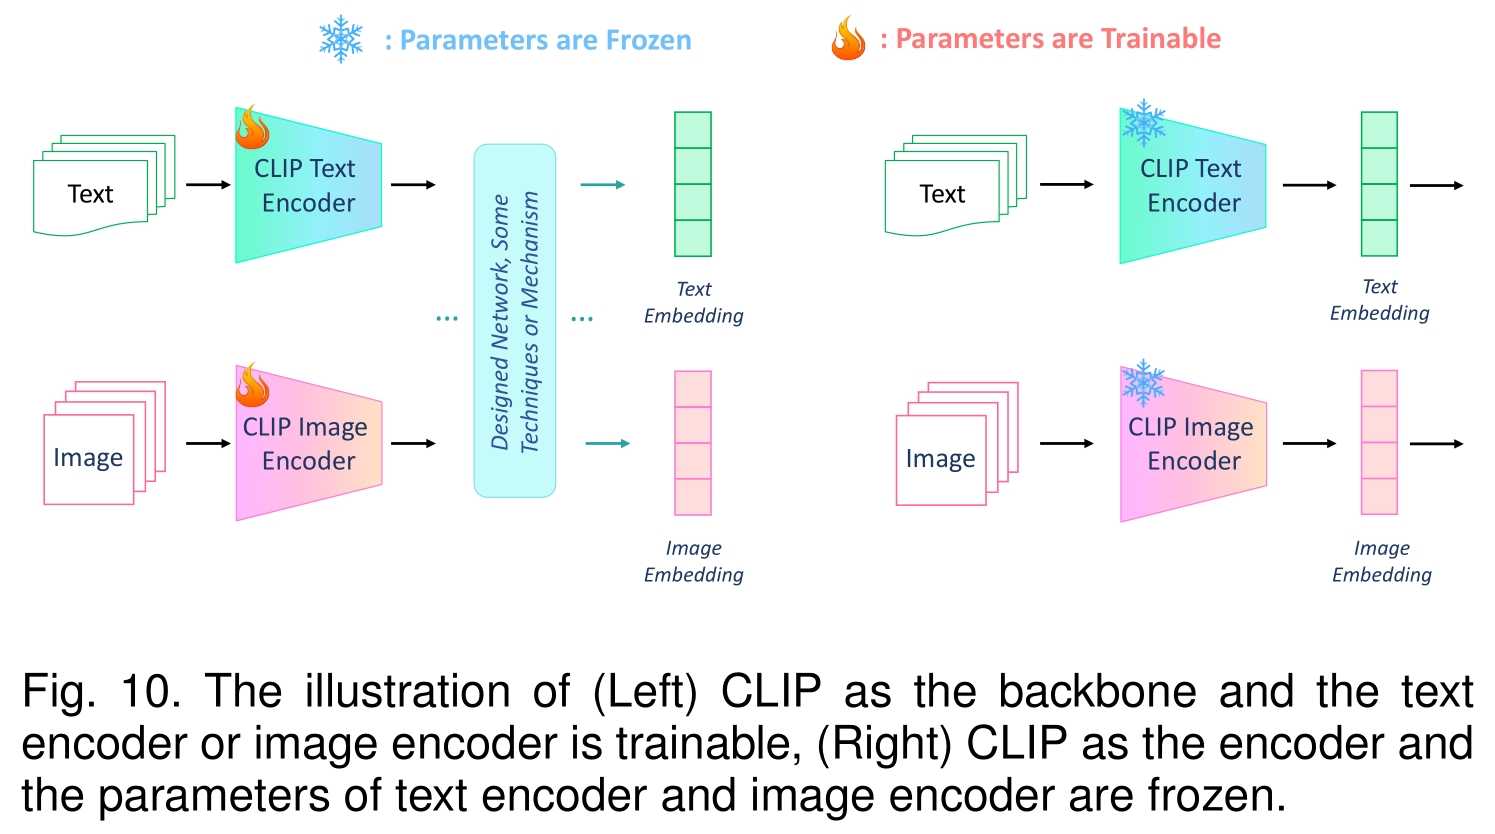 : Parameters are Frozen
: Parameters are Trainable
Text
CLIP Text
Encoder
Designed Network, Some
Techniques or Mechanism
Text
Embedding
...
...
Image
CLIP Image
Encoder
Image
Embedding
Text
CLIP Text
Encoder
Text
Embedding
Image
CLIP Image
Encoder
Image
Embedding
Fig. 10. The illustration of (Left) CLIP as the backbone and the text
encoder or image encoder is trainable, (Right) CLIP as the encoder and
the parameters of text encoder and image encoder are frozen.